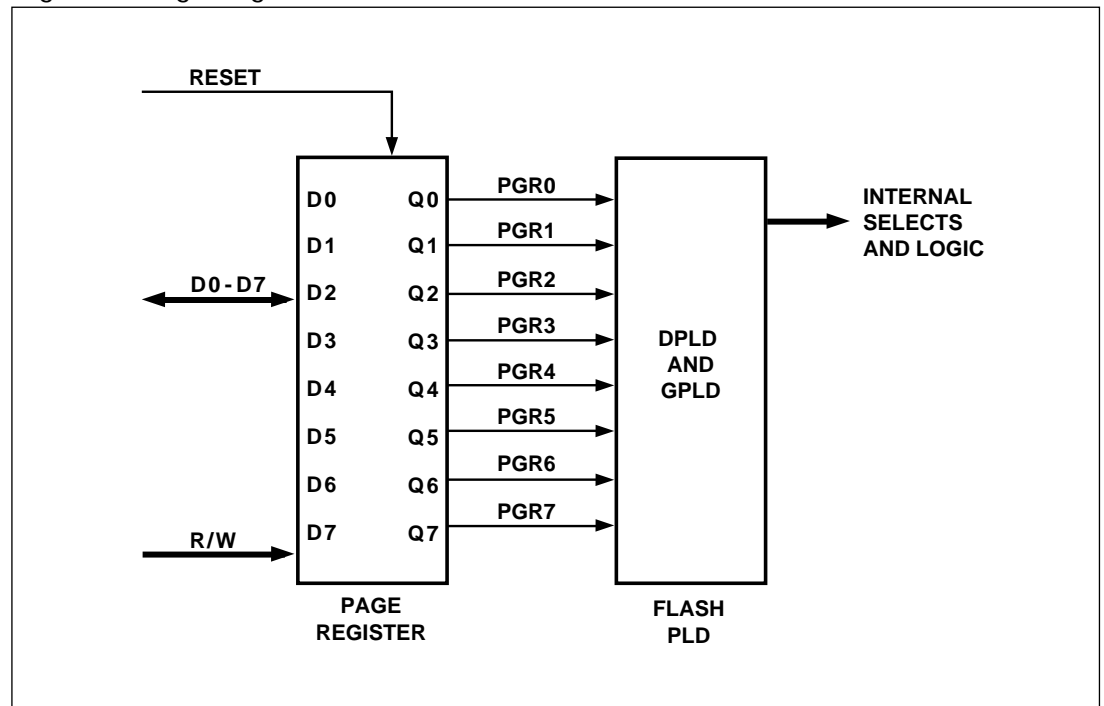 RESET
D0 Q0 PGR0
D1 Q1 PGR1
D0-D7 D2 Q2 PGR2
D3 Q3 PGR3
D4 Q4 PGR4
D5 Q5 PGR5
D6 Q6 PGR6
R/W D7 Q7 PGR7
DPLD
AND
GPLD
INTERNAL
SELECTS
AND LOGIC
PAGE
REGISTER
FLASH
PLD